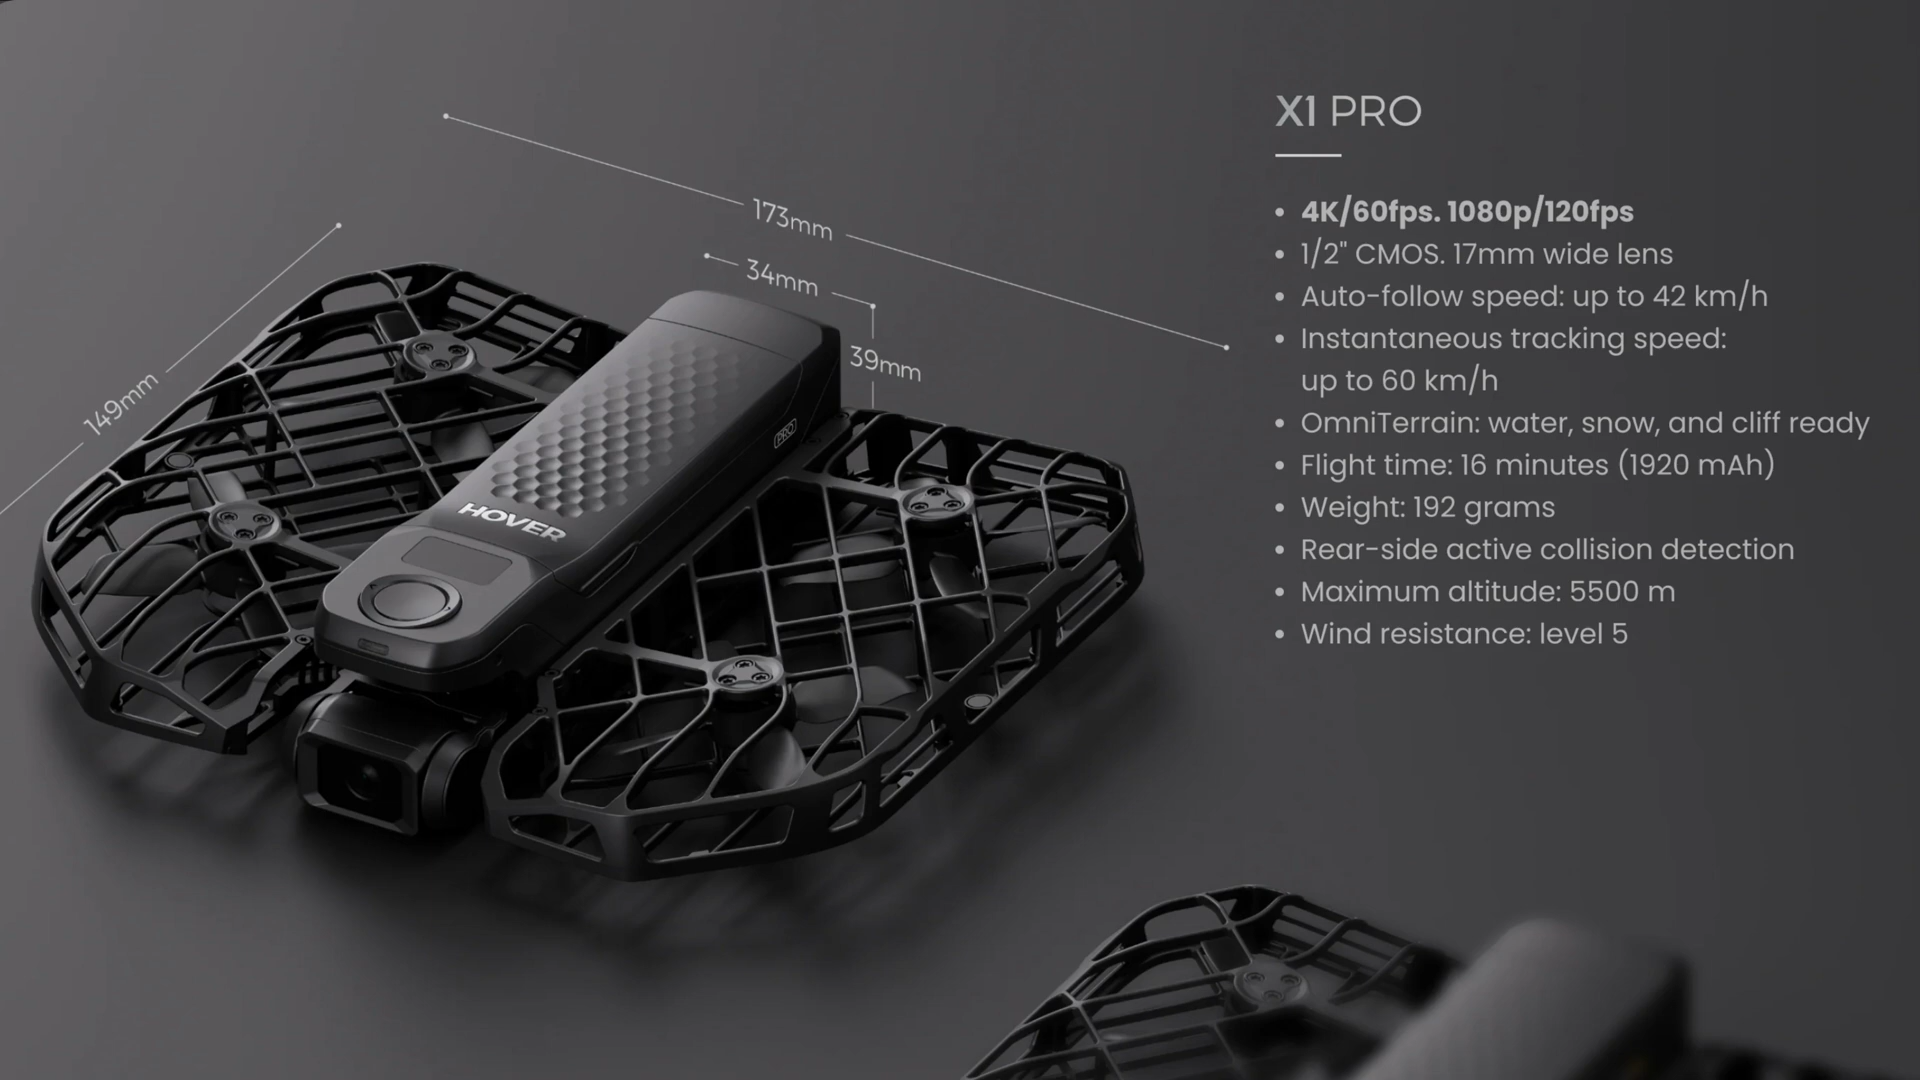 X1 PRO
173mm
34mm
39mm
149mm
PRO
HOVER
• 4K/60fps. 1080p/120fps
• 1/2" CMOS. 17mm wide lens
• Auto-follow speed: up to 42 km/h
• Instantaneous tracking speed:
up to 60 km/h
• OmniTerrain: water, snow, and cliff ready
• Flight time: 16 minutes (1920 mAh)
• Weight: 192 grams
• Rear-side active collision detection
• Maximum altitude: 5500 m
• Wind resistance: level 5